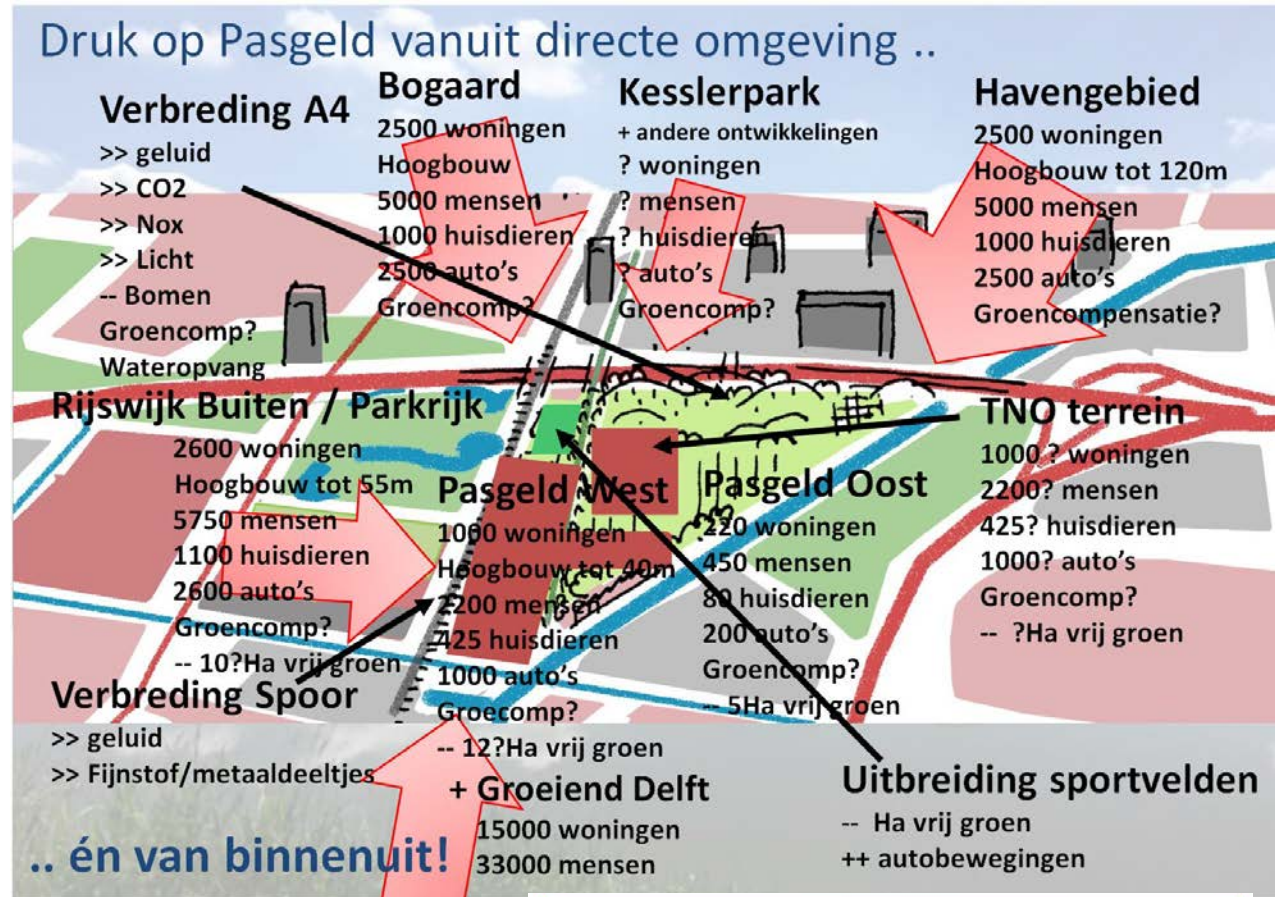 Druk op Pasgeld vanuit directe omgeving ..
Verbreding A4
>> geluid
>> CO2
>> Nox
>> Licht
-- Bomen
Groencomp?
Wateropvang
Bogaard
2500 woningen
Hoogbouw
5000 mensen
1000 huisdieren
2500 auto's
Groencomp?
Kesslerpark
+ andere ontwikkelingen
? woningen
? mensen
? huisdieren
? auto's
Groencomp?
Havengebied
2500 woningen
Hoogbouw tot 120m
5000 mensen
1000 huisdieren
2500 auto's
Groencompensatie?
Rijswijk Buiten / Parkrijk
2600 woningen
Hoogbouw tot 55m
5750 mensen
1100 huisdieren
2600 auto's
Groencomp?
-- 10?Ha vrij groen
Pasgeld West
1000 woningen
Hoogbouw tot 40m
2200 mensen
425 huisdieren
1000 auto's
Groecomp?
-- 12?Ha vrij groen
Pasgeld Oost
220 woningen
450 mensen
80 huisdieren
200 auto's
Groencomp?
-- 5Ha vrij groen
TNO terrein
1000 ? woningen
2200? mensen
425? huisdieren
1000? auto's
Groencomp?
-- ?Ha vrij groen
Verbreding Spoor
>> geluid
>> Fijnstof/metaaldeeltjes
+ Groeiend Delft
15000 woningen
33000 mensen
Uitbreiding sportvelden
-- Ha vrij groen
++ autobewegingen
.. én van binnenuit!